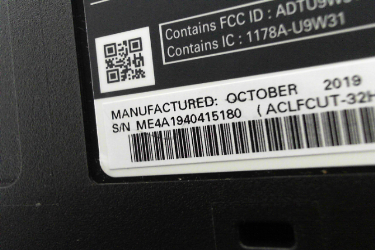 Contains FCC ID : ADTU9W
Contains IC : 1178A-U9W31
MANUFACTURED: OCTOBER 2019
S/N ME4A1940415180 (ACLFCUT-32H